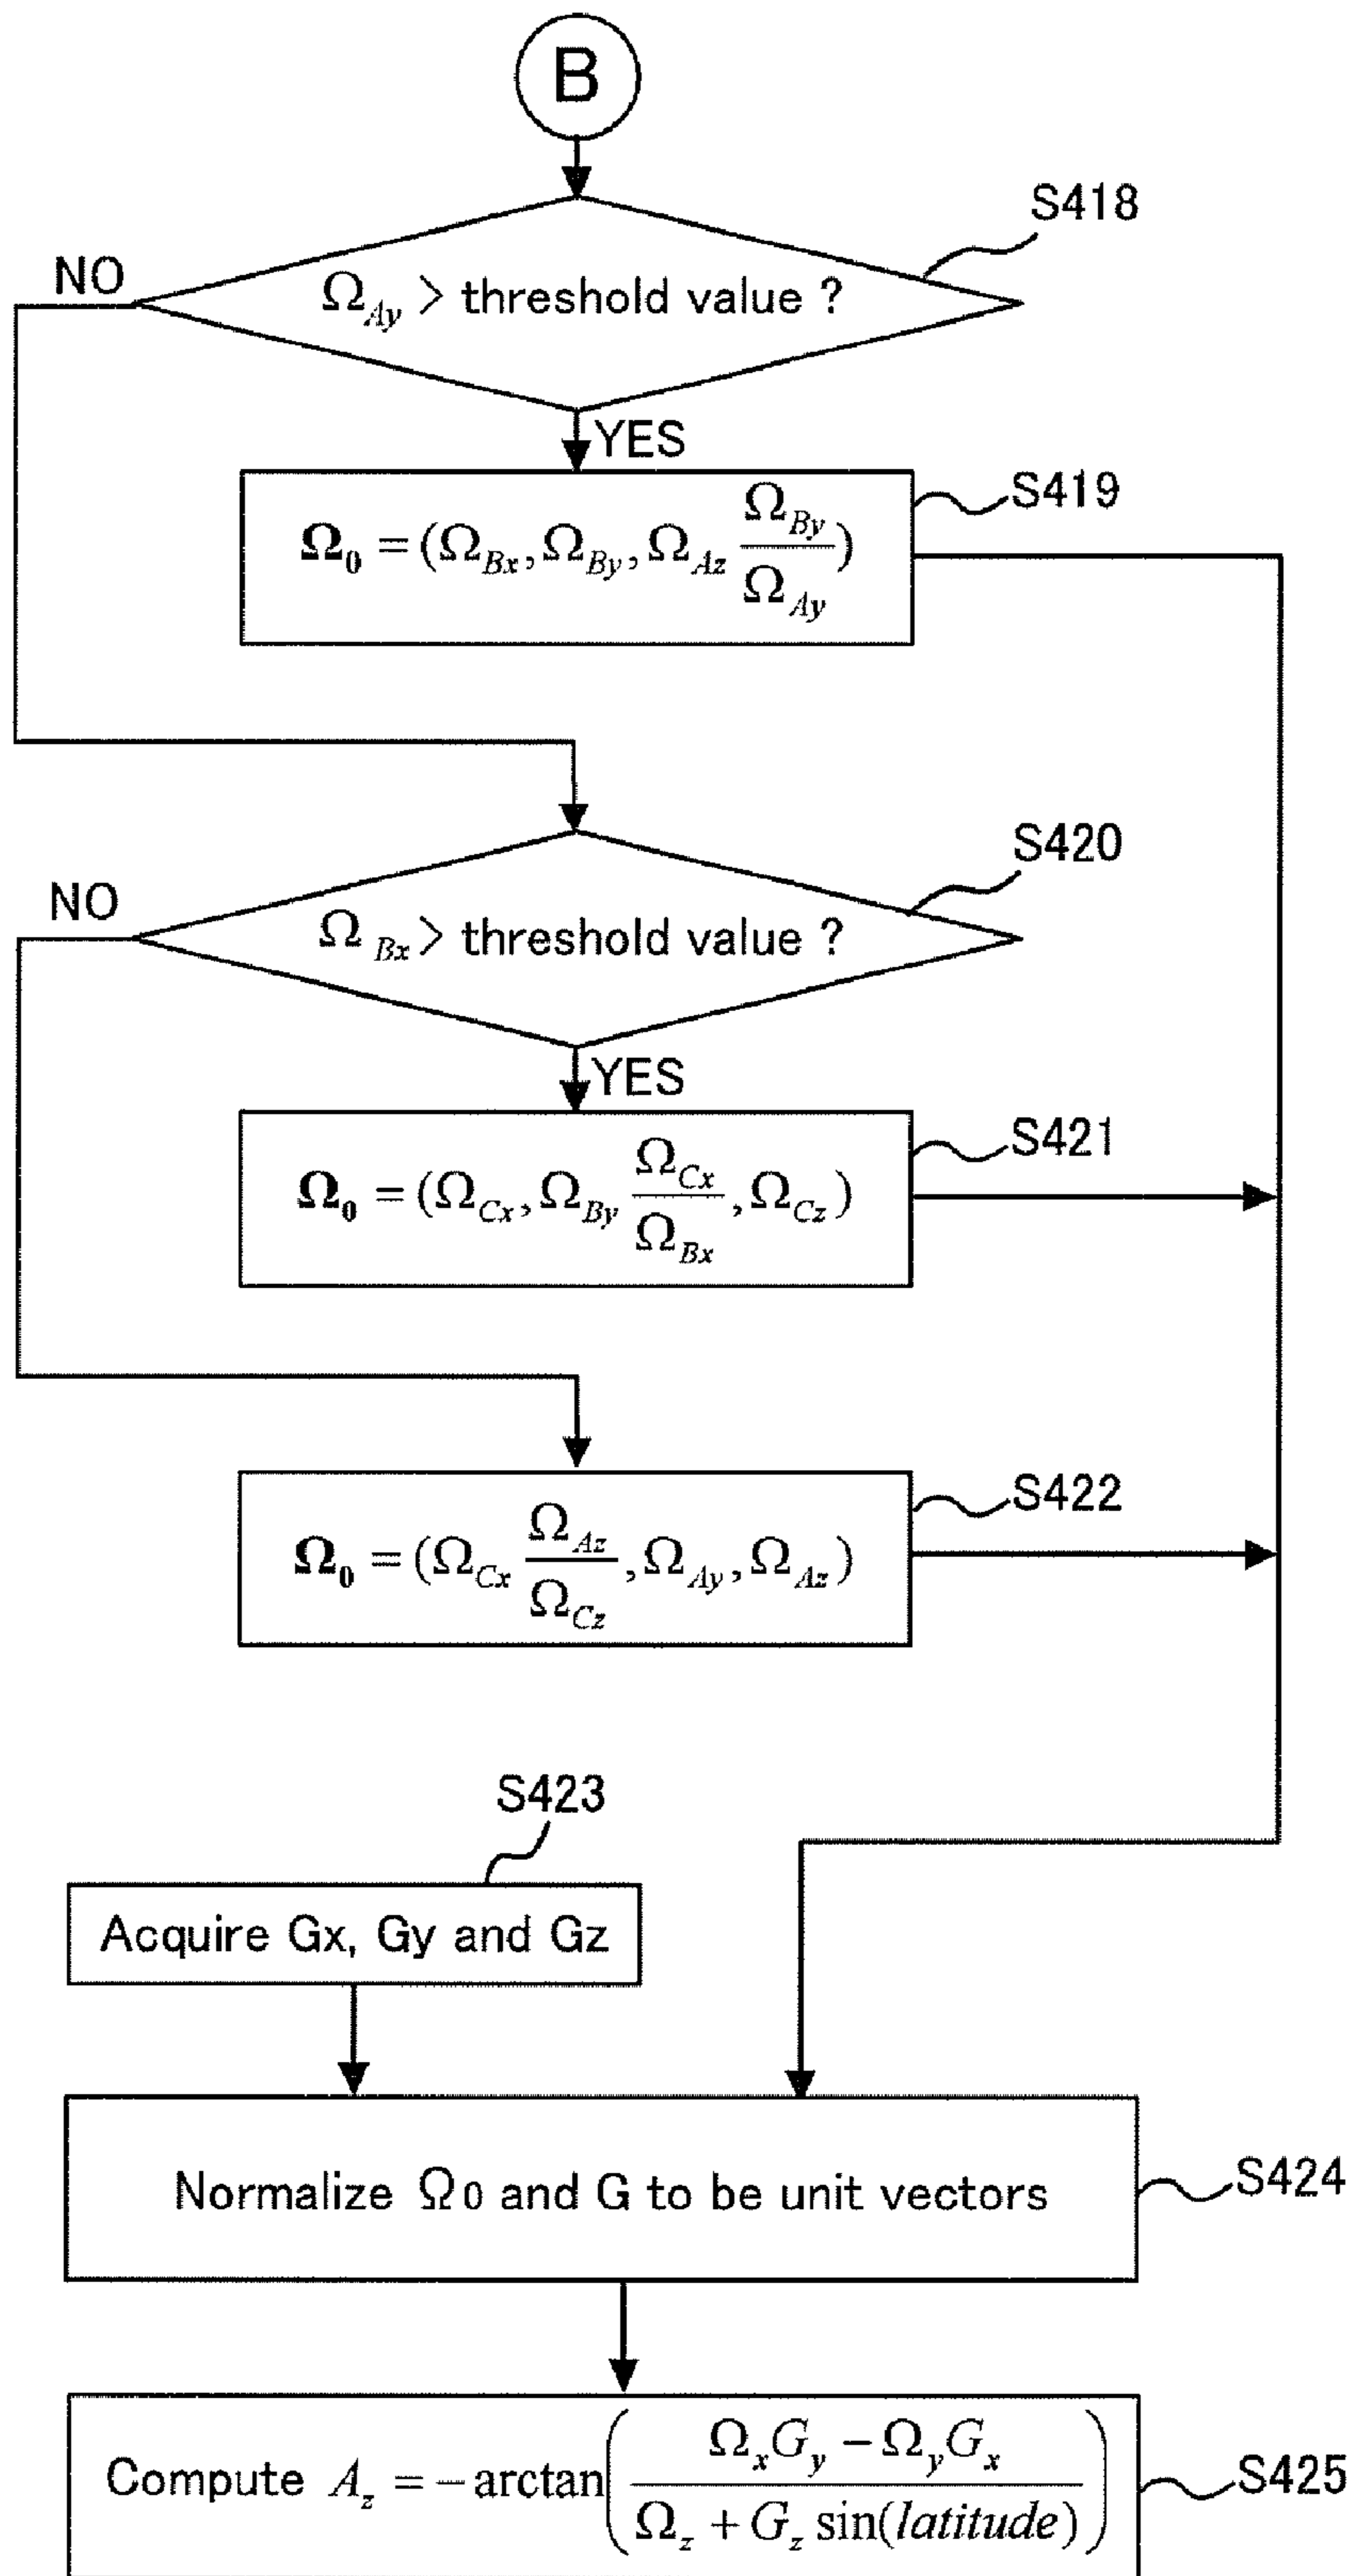 B
S418
NO
Ω_Ay > threshold value ?
YES
S419
Ω_0 = (Ω_Bx, Ω_By, Ω_Az Ω_By/Ω_Ay)
S420
NO
Ω_Bx > threshold value ?
YES
S421
Ω_0 = (Ω_Cx, Ω_By Ω_Cx/Ω_Bx, Ω_Cz)
S422
Ω_0 = (Ω_Cx Ω_Az/Ω_Cz, Ω_Ay, Ω_Az)
S423
Acquire Gx, Gy and Gz
Normalize Ω0 and G to be unit vectors
S424
Compute A_z = −arctan((Ω_x G_y − Ω_y G_x)/(Ω_z + G_z sin(latitude)))
S425